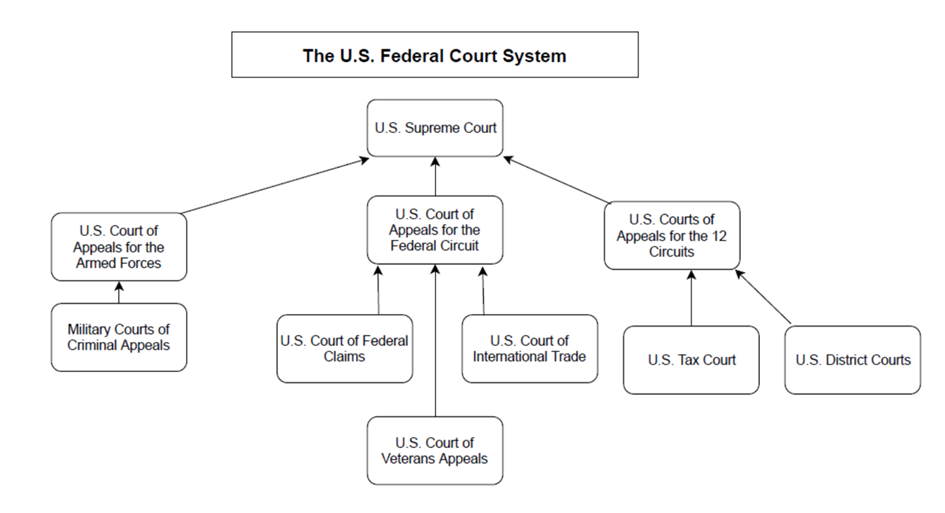 The U.S. Federal Court System
U.S. Supreme Court
U.S. Court of
Appeals for the
Armed Forces
U.S. Court of
Appeals for the
Federal Circuit
U.S. Courts of
Appeals for the 12
Circuits
Military Courts of
Criminal Appeals
U.S. Court of Federal
Claims
U.S. Court of
International Trade
U.S. Tax Court
U.S. District Courts
U.S. Court of
Veterans Appeals